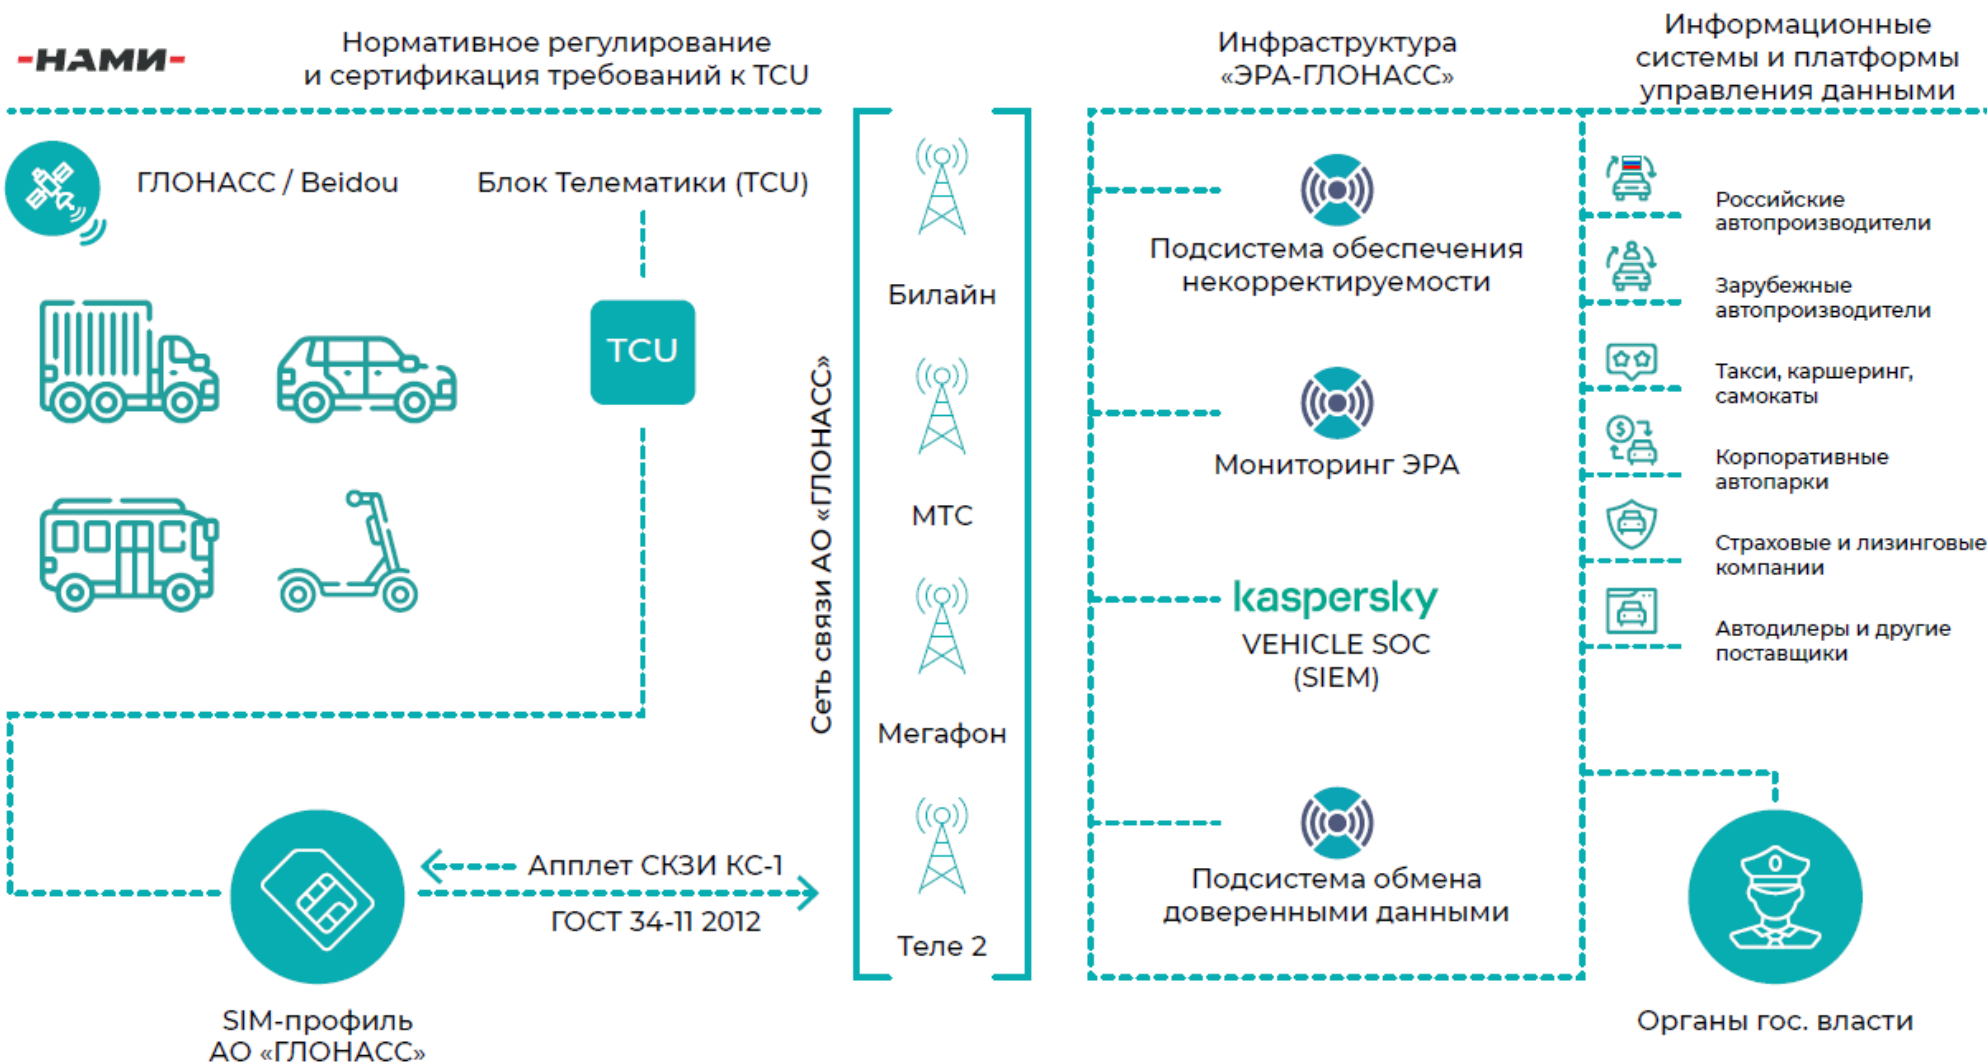 -НАМИ-
Нормативное регулирование
и сертификация требований к TCU
ГЛОНАСС / Beidou
Блок Телематики (TCU)
TCU
SIM-профиль
АО «ГЛОНАСС»
Апплет СКЗИ КС-1
ГОСТ 34-11 2012
Сеть связи АО «ГЛОНАСС»
Билайн
МТС
Мегафон
Теле 2
Инфраструктура
«ЭРА-ГЛОНАСС»
Подсистема обеспечения
некорректируемости
Мониторинг ЭРА
kaspersky
VEHICLE SOC
(SIEM)
Подсистема обмена
доверенными данными
Информационные
системы и платформы
управления данными
Российские
автопроизводители
Зарубежные
автопроизводители
Такси, каршеринг,
самокаты
$
Корпоративные
автопарки
Страховые и лизинговые
компании
Автодилеры и другие
поставщики
Органы гос. власти